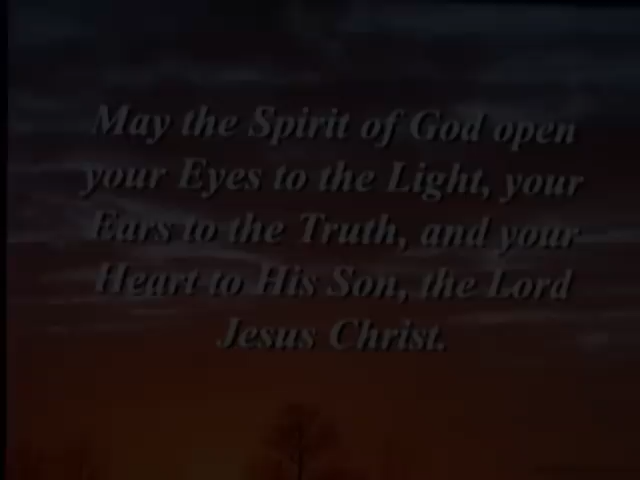 May the Spirit of God open
your Eyes to the Light, your
Ears to the Truth, and your
Heart to His Son, the Lord
Jesus Christ.